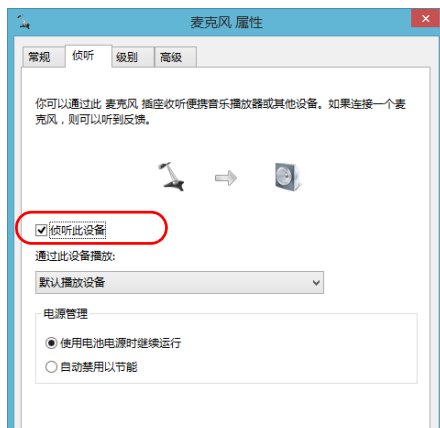 麦克风 属性
常规 侦听 级别 高级
你可以通过此 麦克风 插座收听便携音乐播放器或其他设备。如果连接一个麦
克风，则可以听到反馈。
侦听此设备
通过此设备播放:
默认播放设备
电源管理
使用电池电源时继续运行
自动禁用以节能